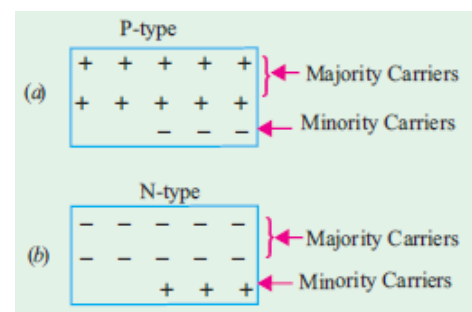 P-type
+ + + + +
Majority Carriers
(a)
+ + + + +
− − −
Minority Carriers
N-type
− − − − −
Majority Carriers
(b)
− − − − −
+ + +
Minority Carriers